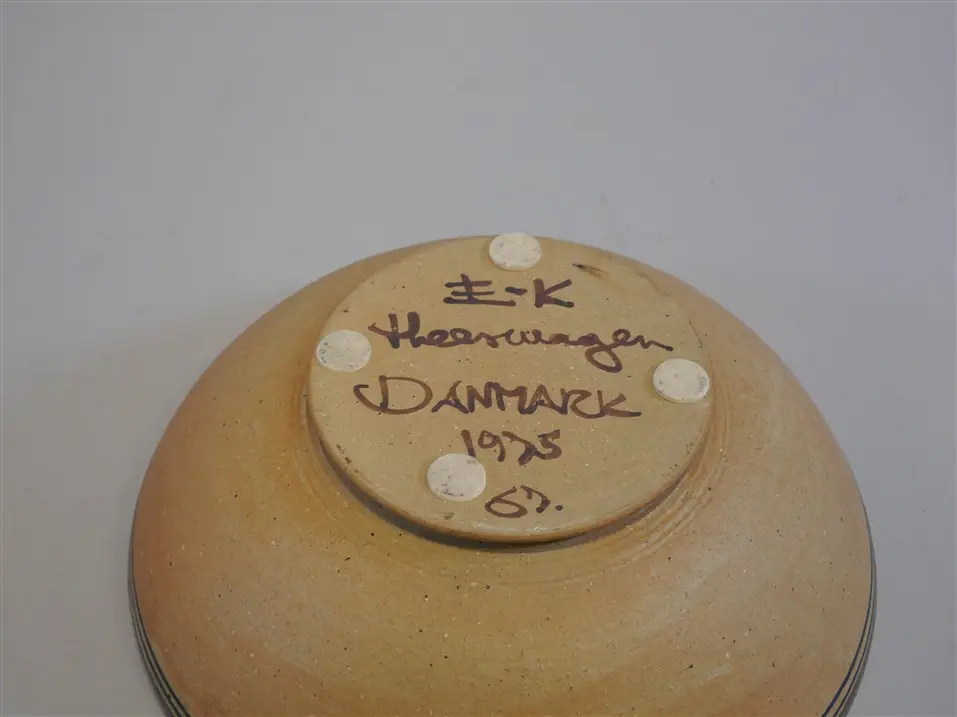 E-K
Heerwagen
DANMARK
1975
67.